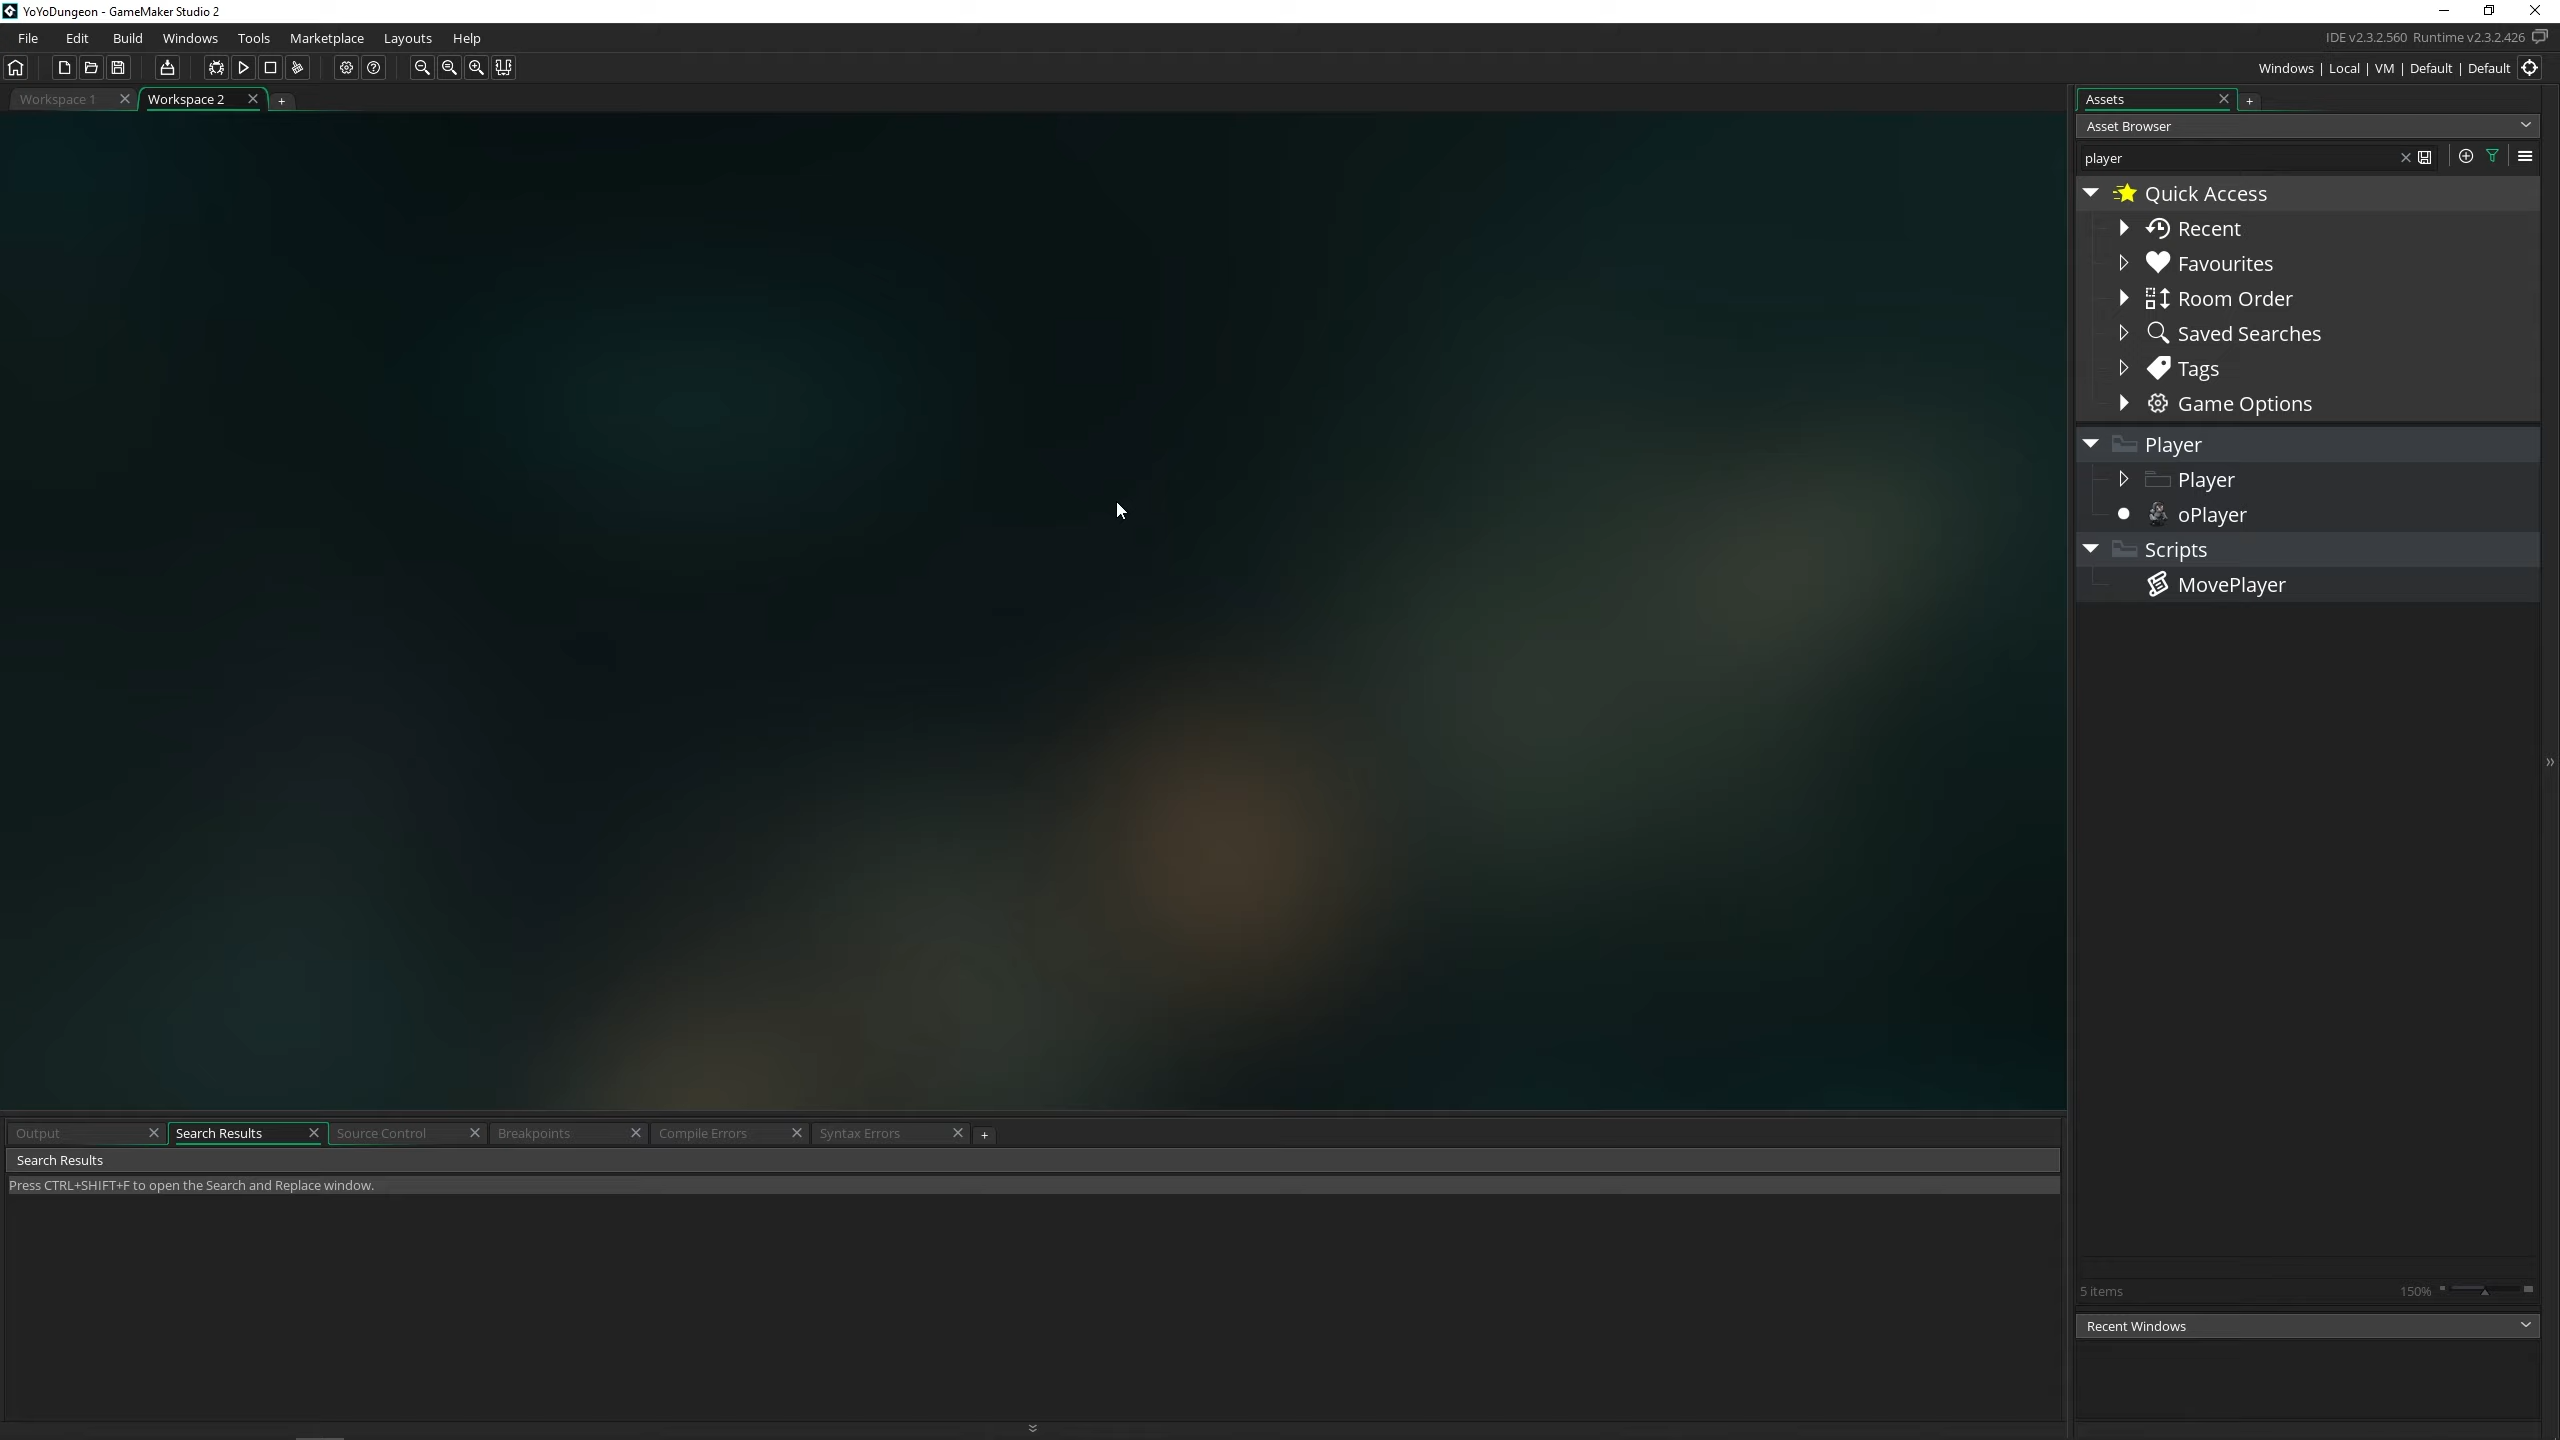 YoYoDungeon - GameMaker Studio 2
File Edit Build Windows Tools Marketplace Layouts Help
IDE v2.3.2.560 Runtime v2.3.2.426
Windows | Local | VM | Default | Default
Workspace 1
Workspace 2
Assets
Asset Browser
player
Quick Access
Recent
Favourites
Room Order
Saved Searches
Tags
Game Options
Player
Player
oPlayer
Scripts
MovePlayer
5 items
150%
Recent Windows
Output
Search Results
Source Control
Breakpoints
Compile Errors
Syntax Errors
Search Results
Press CTRL+SHIFT+F to open the Search and Replace window.